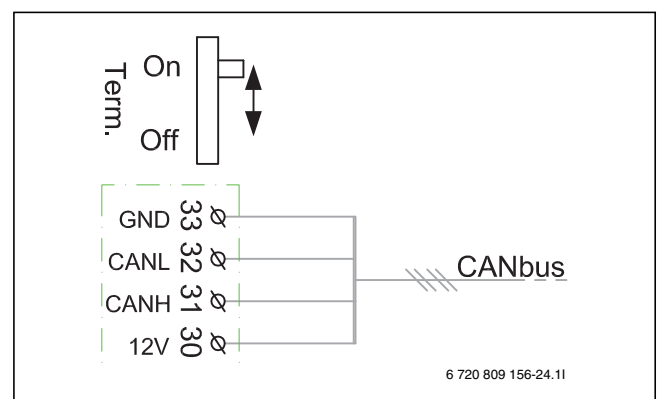 Term.
On
Off
GND 33
CANL 32
CANH 31
12V 30
CANbus
6 720 809 156-24.1I